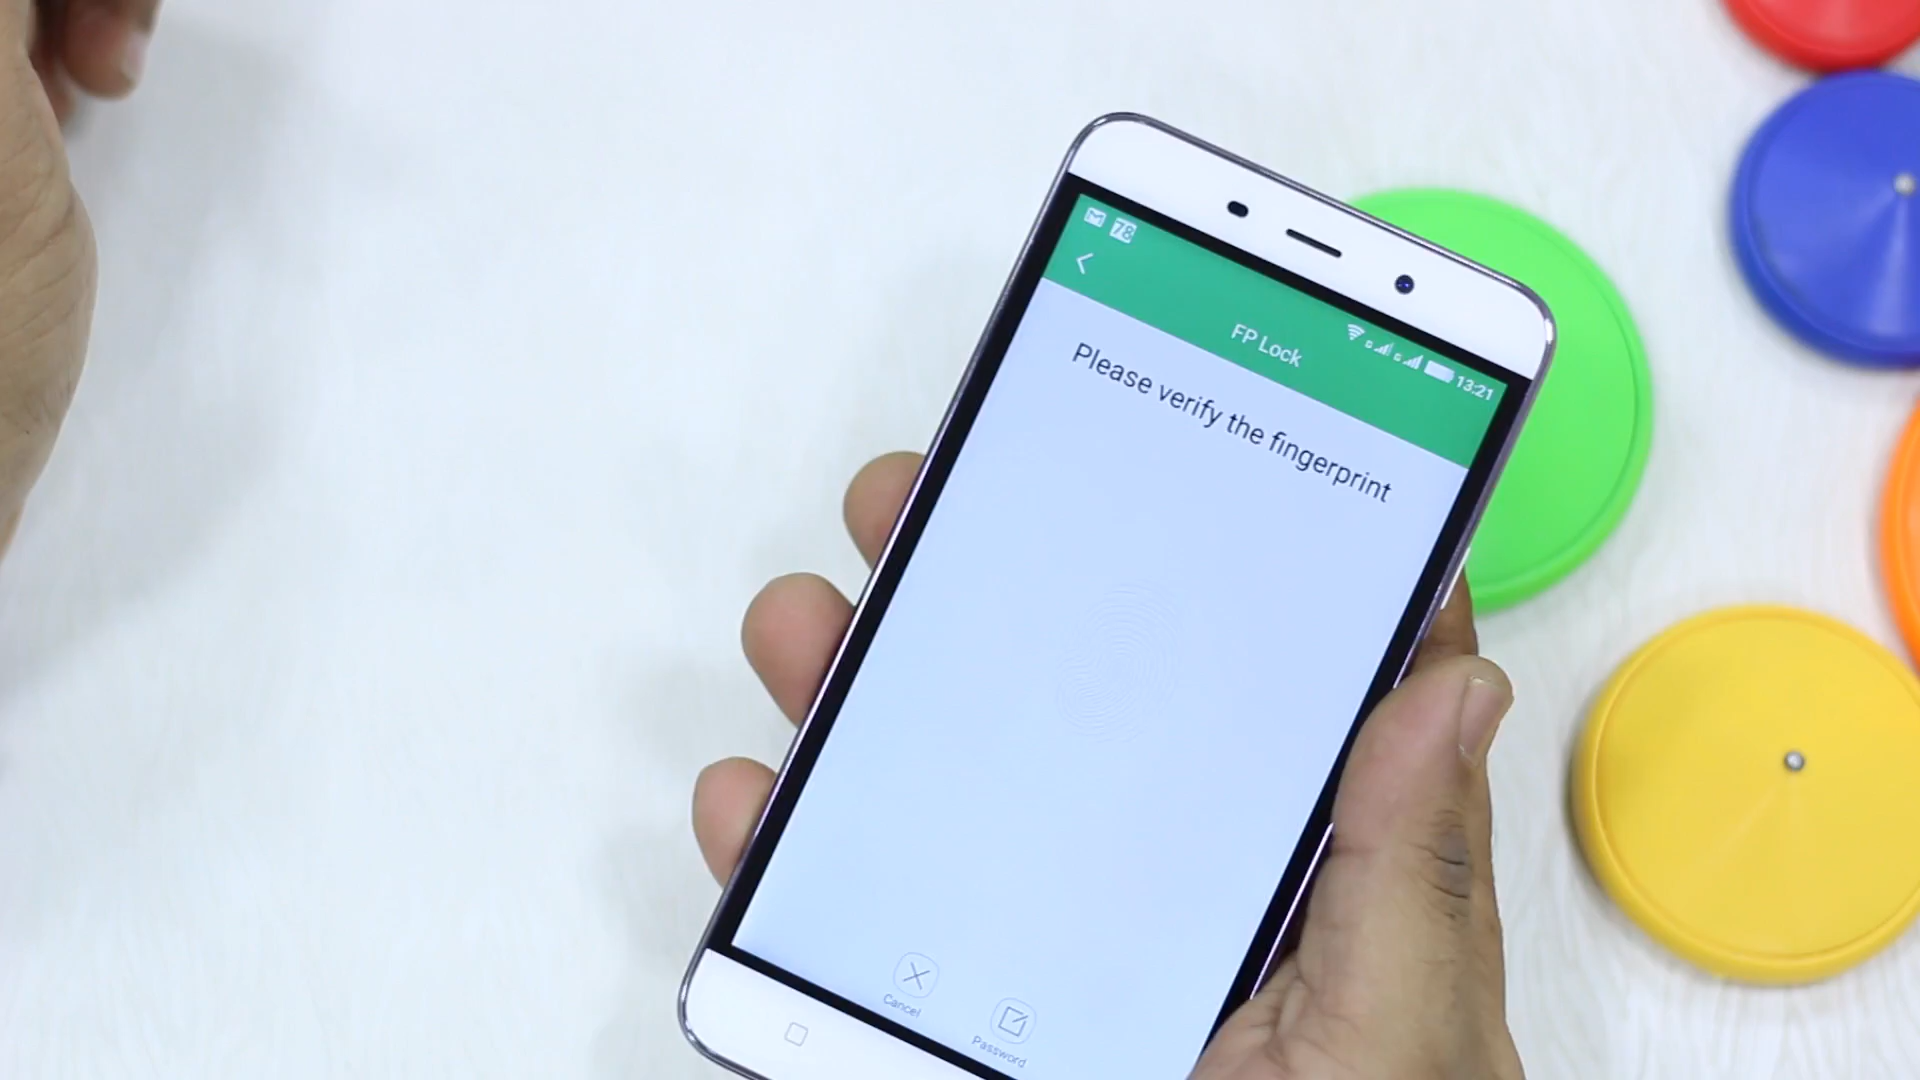 78
13:21
FP Lock
Please verify the fingerprint
Cancel
Password